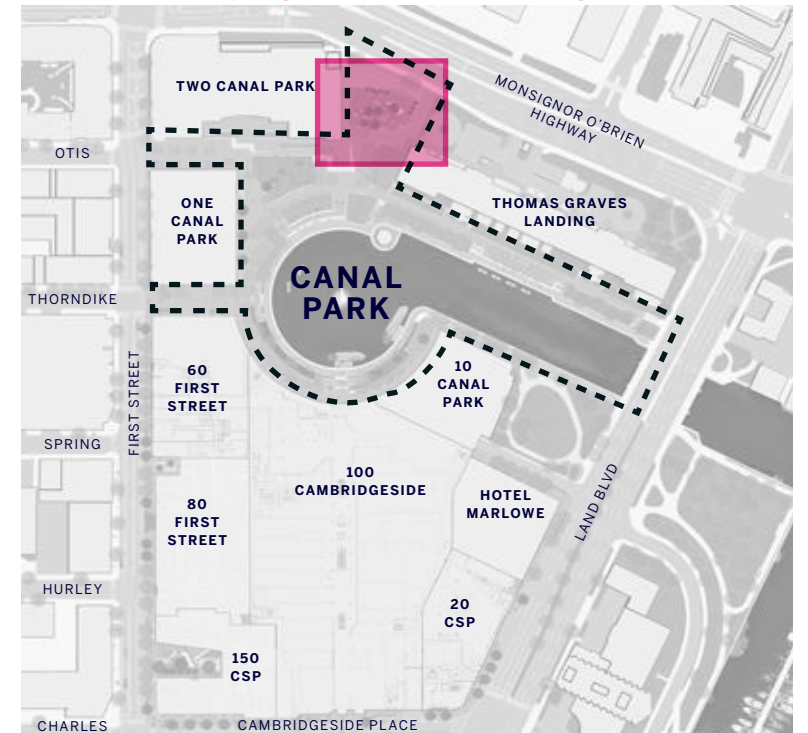 TWO CANAL PARK
MONSIGNOR O'BRIEN
HIGHWAY
OTIS
ONE
CANAL
PARK
THOMAS GRAVES
LANDING
CANAL
PARK
THORNDIKE
60
FIRST
STREET
10
CANAL
PARK
FIRST STREET
SPRING
100
CAMBRIDGESIDE
HOTEL
MARLOWE
LAND BLVD
80
FIRST
STREET
HURLEY
20
CSP
150
CSP
CHARLES
CAMBRIDGESIDE PLACE